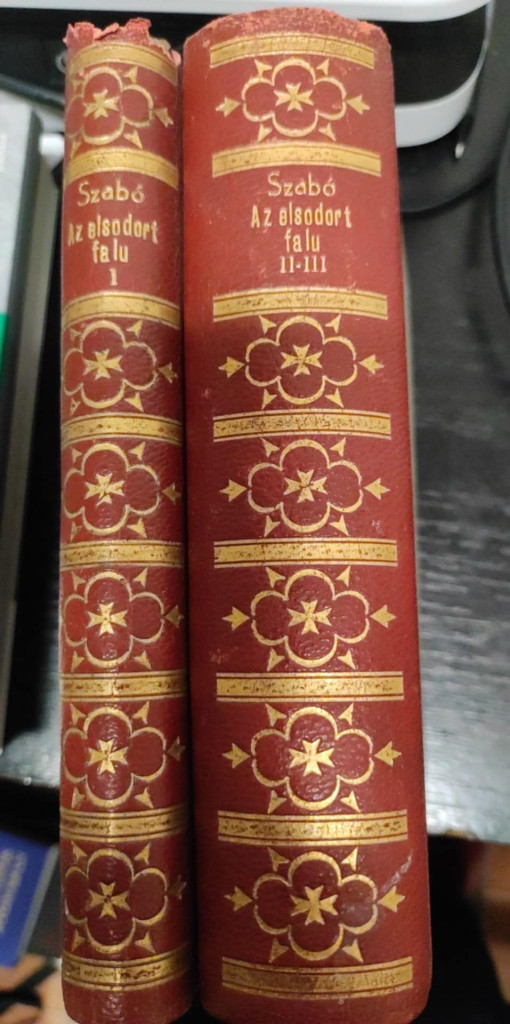 Szabó
Az elsodort
falu
I
Szabó
Az elsodort
falu
II-III